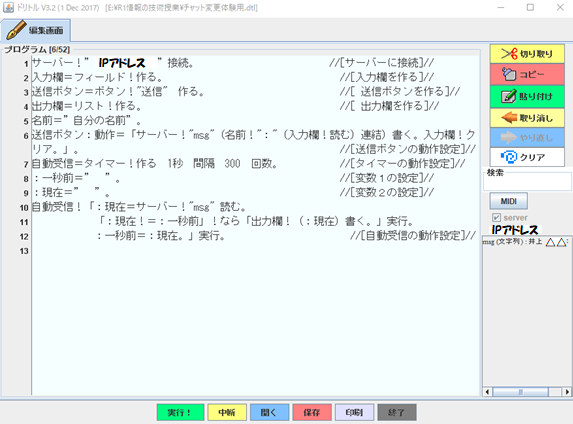 ドリトル V3.2 (1 Dec 2017)   [E:¥R1情報の技術授業¥チャット変更体験用.dtl]
編集画面
プログラム [6/52]
1 サーバー！” IPアドレス ”接続。 //[サーバーに接続]//
2 入力欄＝フィールド！作る。 //[入力欄を作る]//
3 送信ボタン＝ボタン！"送信" 作る。 //[ 送信ボタンを作る]//
4 出力欄＝リスト！作る。 //[ 出力欄を作る]//
5 名前＝”自分の名前”。
6 送信ボタン：動作＝「サーバー！"msg"（名前！"："（入力欄！読む）連結）書く。入力欄！ク
リア。」。 //[送信ボタンの動作設定]//
7 自動受信＝タイマー！作る 1秒 間隔 300 回数。 //[タイマーの動作設定]//
8 ：一秒前＝” ”。 //[変数１の設定]//
9 ：現在＝” ”。 //[変数２の設定]//
10 自動受信！「：現在＝サーバー！"msg" 読む。
11 「：現在！＝：一秒前」！なら「出力欄！（：現在）書く。」実行。
12 ：一秒前＝：現在。」実行。 //[自動受信の動作設定]//
13
切り取り
コピー
貼り付け
取り消し
やり直し
クリア
検索
MIDI
server
IPアドレス
msg (文字列) : 井上 △△:
実行！ 中断 開く 保存 印刷 終了